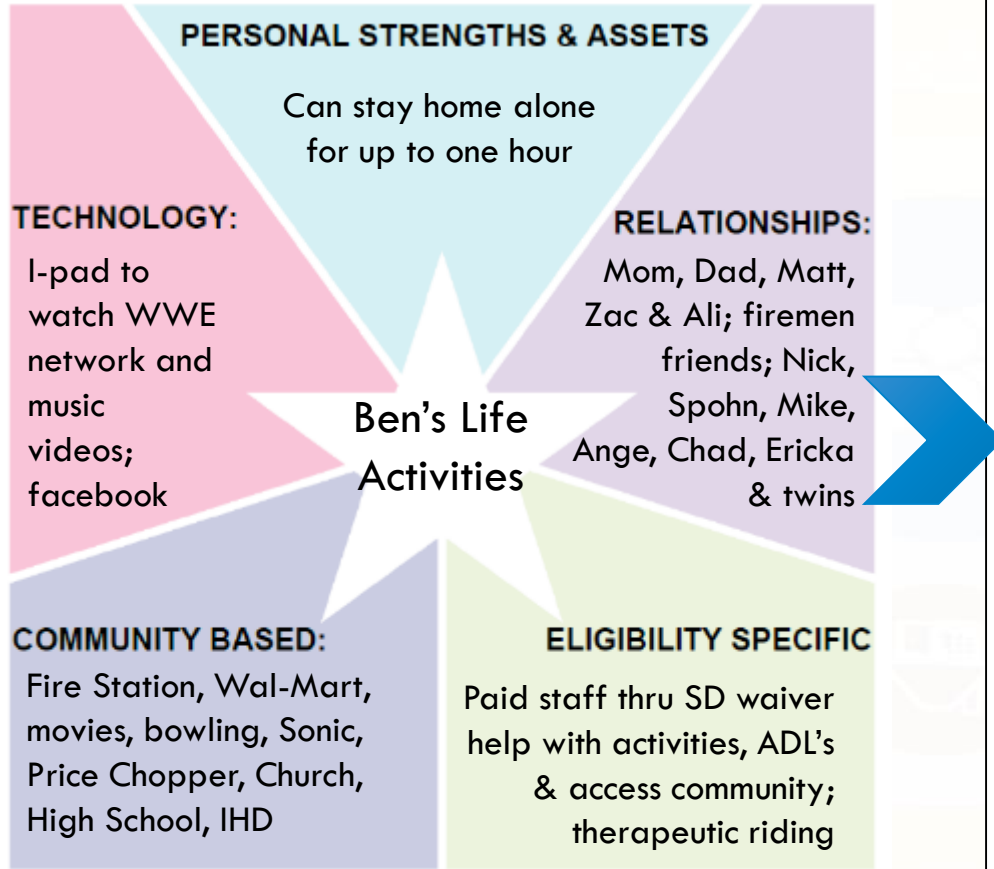 PERSONAL STRENGTHS & ASSETS
Can stay home alone
for up to one hour
TECHNOLOGY:
I-pad to
watch WWE
network and
music
videos;
facebook
RELATIONSHIPS:
Mom, Dad, Matt,
Zac & Ali; firemen
friends; Nick,
Spohn, Mike,
Ange, Chad, Ericka
& twins
Ben's Life
Activities
COMMUNITY BASED:
Fire Station, Wal-Mart,
movies, bowling, Sonic,
Price Chopper, Church,
High School, IHD
ELIGIBILITY SPECIFIC
Paid staff thru SD waiver
help with activities, ADL's
& access community;
therapeutic riding